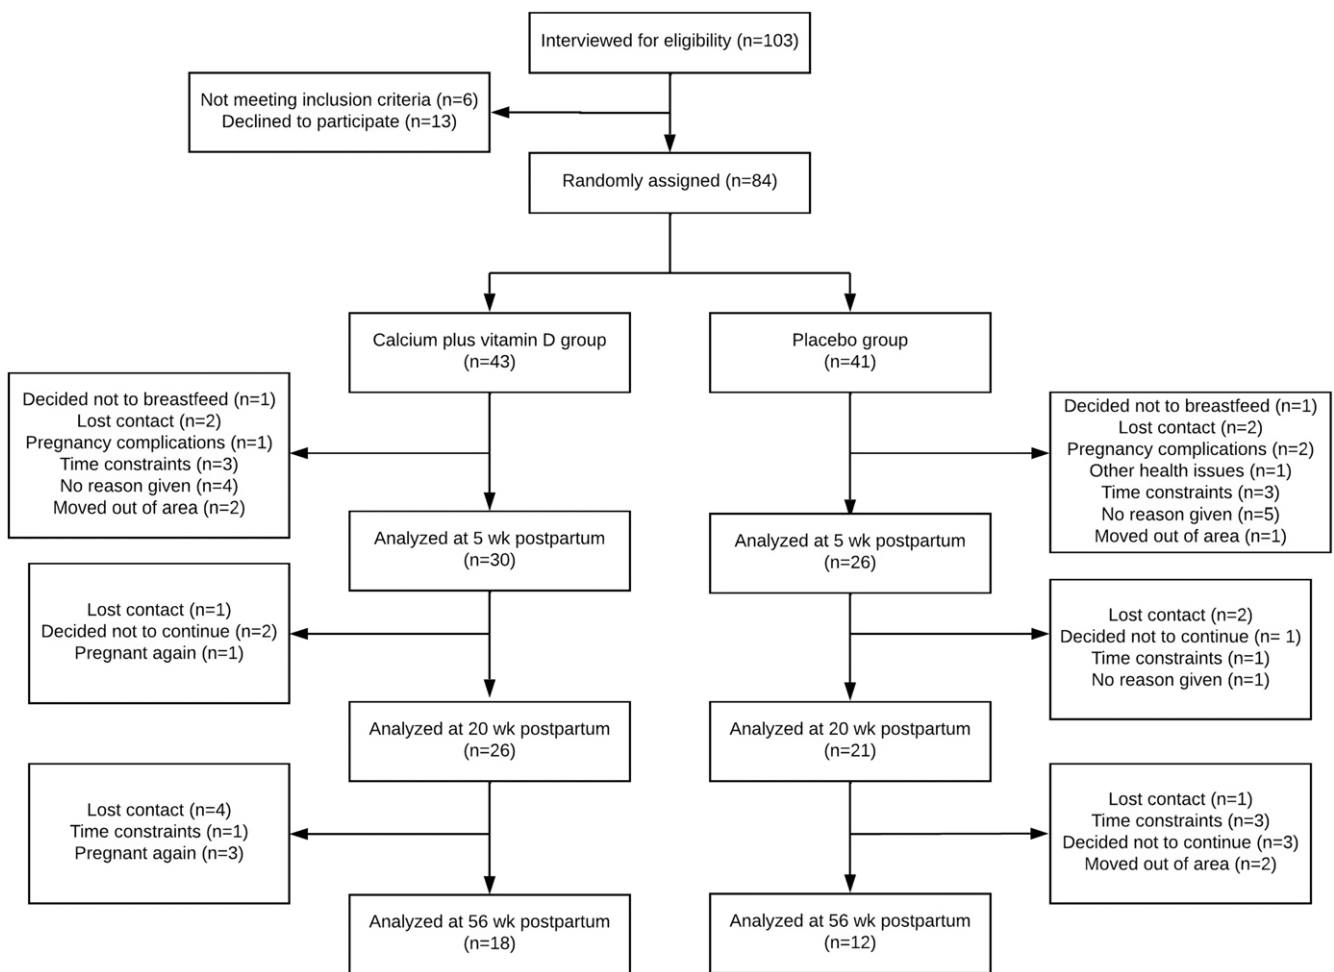 Interviewed for eligibility (n=103)
Not meeting inclusion criteria (n=6)
Declined to participate (n=13)
Randomly assigned (n=84)
Calcium plus vitamin D group
(n=43)
Placebo group
(n=41)
Decided not to breastfeed (n=1)
Lost contact (n=2)
Pregnancy complications (n=1)
Time constraints (n=3)
No reason given (n=4)
Moved out of area (n=2)
Decided not to breastfeed (n=1)
Lost contact (n=2)
Pregnancy complications (n=2)
Other health issues (n=1)
Time constraints (n=3)
No reason given (n=5)
Moved out of area (n=1)
Analyzed at 5 wk postpartum
(n=30)
Analyzed at 5 wk postpartum
(n=26)
Lost contact (n=1)
Decided not to continue (n=2)
Pregnant again (n=1)
Lost contact (n=2)
Decided not to continue (n= 1)
Time constraints (n=1)
No reason given (n=1)
Analyzed at 20 wk postpartum
(n=26)
Analyzed at 20 wk postpartum
(n=21)
Lost contact (n=4)
Time constraints (n=1)
Pregnant again (n=3)
Lost contact (n=1)
Time constraints (n=3)
Decided not to continue (n=3)
Moved out of area (n=2)
Analyzed at 56 wk postpartum
(n=18)
Analyzed at 56 wk postpartum
(n=12)